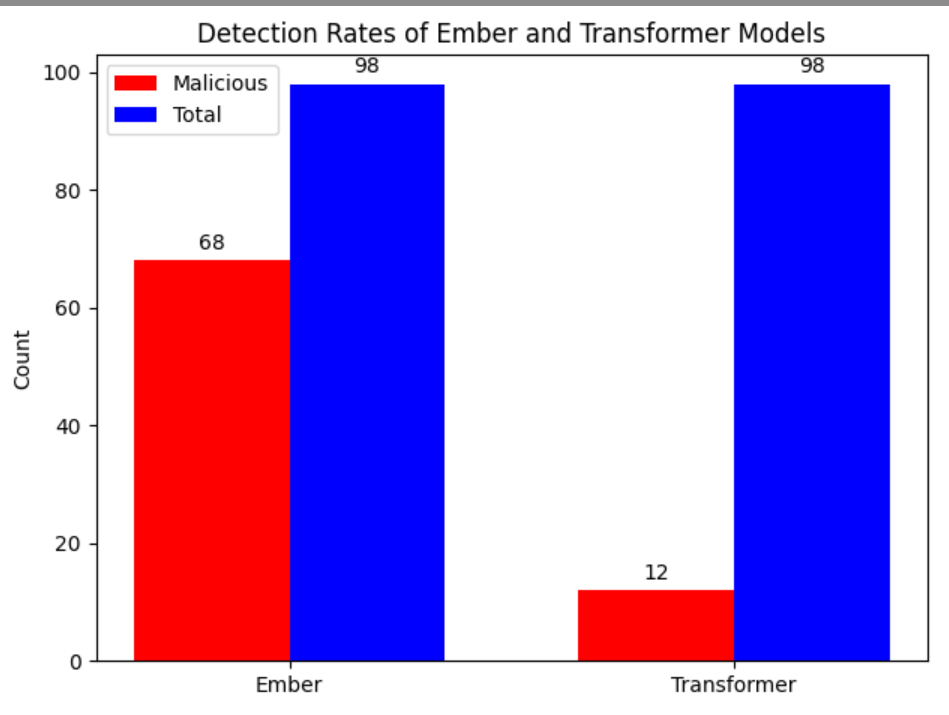 Detection Rates of Ember and Transformer Models
Malicious
Total
100
80
60
40
20
0
Count
68
98
12
98
Ember
Transformer